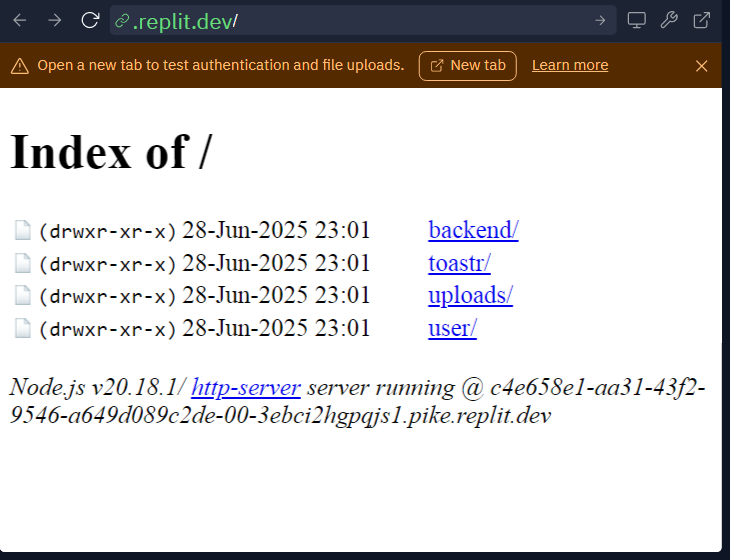 .replit.dev/
Open a new tab to test authentication and file uploads. New tab Learn more
Index of /
(drwxr-xr-x) 28-Jun-2025 23:01 backend/
(drwxr-xr-x) 28-Jun-2025 23:01 toastr/
(drwxr-xr-x) 28-Jun-2025 23:01 uploads/
(drwxr-xr-x) 28-Jun-2025 23:01 user/
Node.js v20.18.1/ http-server server running @ c4e658e1-aa31-43f2-
9546-a649d089c2de-00-3ebci2hgpqjs1.pike.replit.dev